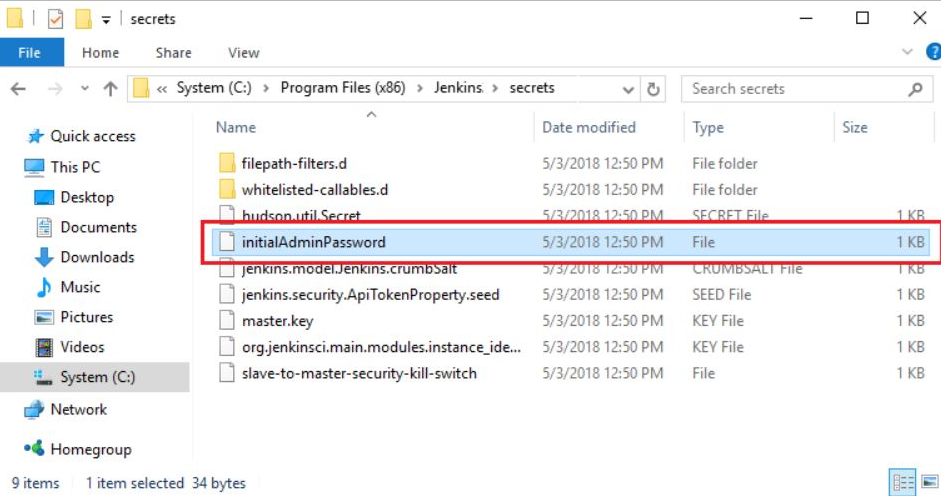 secrets
File Home Share View
« System (C:) > Program Files (x86) > Jenkins > secrets Search secrets
Name Date modified Type Size
Quick access
This PC
Desktop
Documents
Downloads
Music
Pictures
Videos
System (C:)
Network
Homegroup
filepath-filters.d 5/3/2018 12:50 PM File folder
whitelisted-callables.d 5/3/2018 12:50 PM File folder
hudson.util.Secret 5/3/2018 12:50 PM SECRET File 1 KB
initialAdminPassword 5/3/2018 12:50 PM File 1 KB
jenkins.model.Jenkins.crumbSalt 5/3/2018 12:50 PM CRUMBSALT File 1 KB
jenkins.security.ApiTokenProperty.seed 5/3/2018 12:50 PM SEED File 1 KB
master.key 5/3/2018 12:50 PM KEY File 1 KB
org.jenkinsci.main.modules.instance_ide... 5/3/2018 12:50 PM KEY File 1 KB
slave-to-master-security-kill-switch 5/3/2018 12:50 PM File 1 KB
9 items 1 item selected 34 bytes